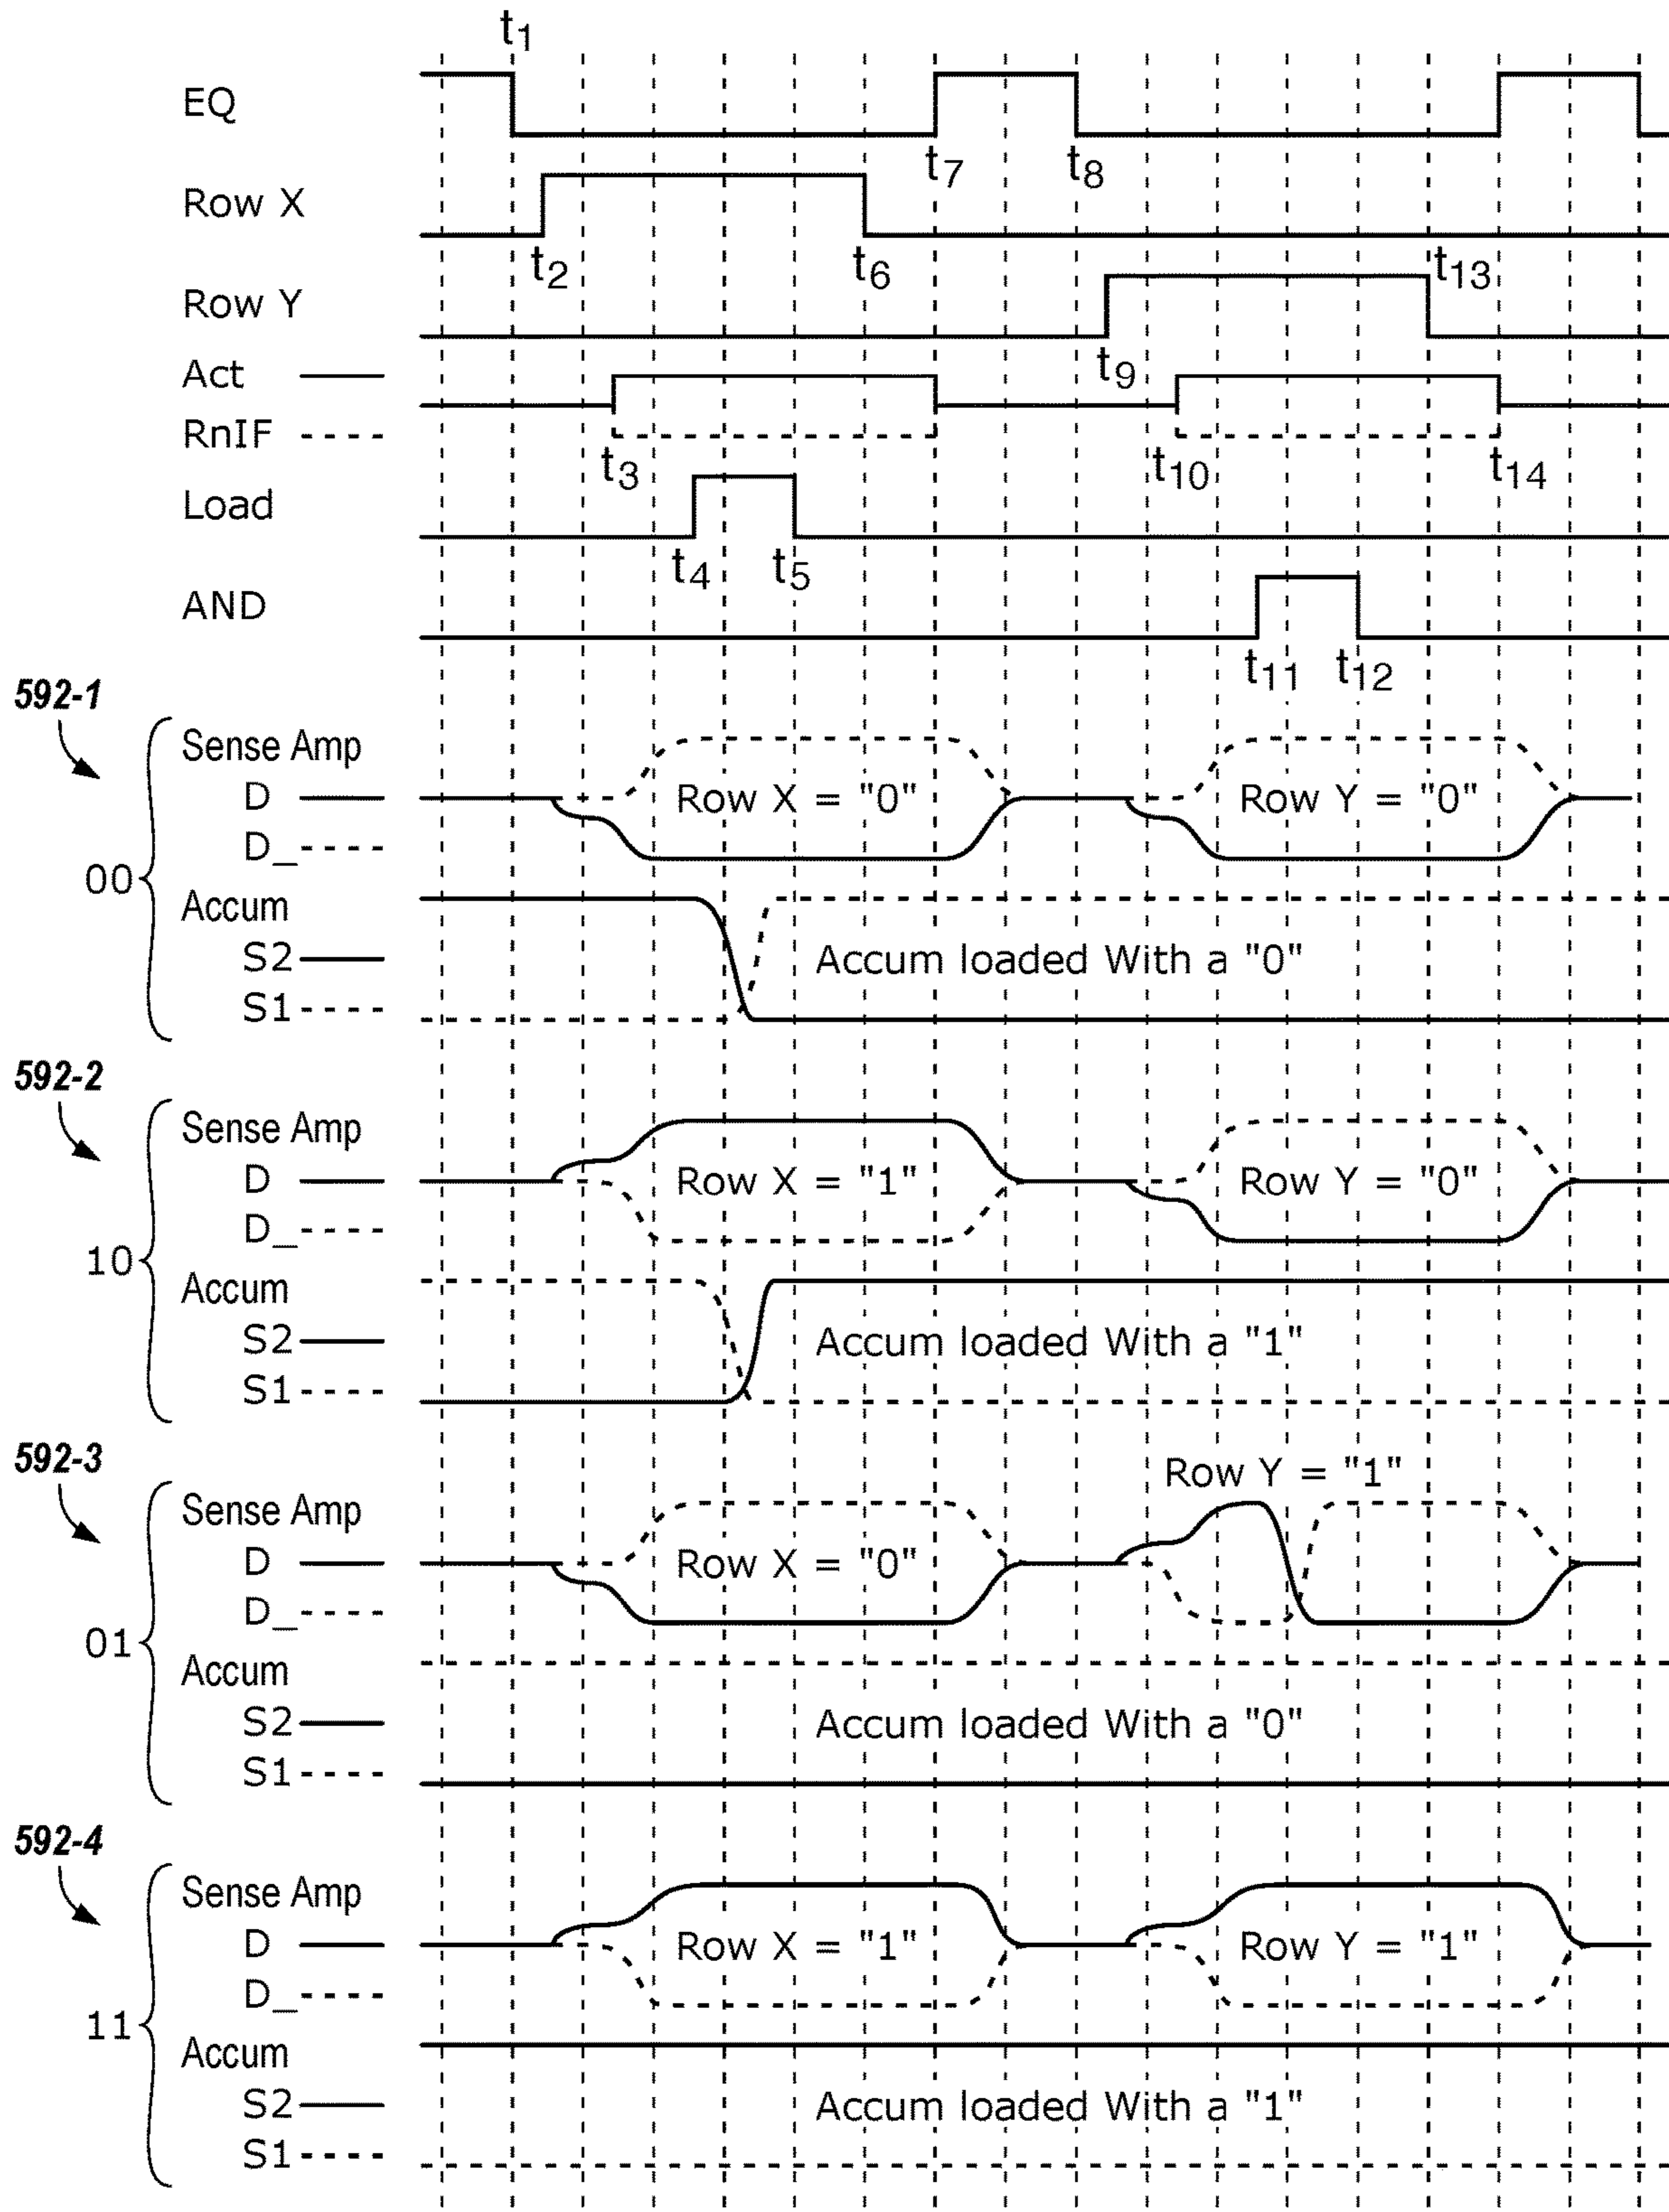 t1
EQ
t7 t8
Row X
t2 t6 t13
Row Y
t9
Act
RnIF
t3 t10 t14
Load
t4 t5
AND
t11 t12
592-1
Sense Amp
D Row X = "0" Row Y = "0"
D_
00
Accum
S2 Accum loaded With a "0"
S1
592-2
Sense Amp
D Row X = "1" Row Y = "0"
D_
10
Accum
S2 Accum loaded With a "1"
S1
592-3
Row Y = "1"
Sense Amp
D Row X = "0"
D_
01
Accum
S2 Accum loaded With a "0"
S1
592-4
Sense Amp
D Row X = "1" Row Y = "1"
D_
11
Accum
S2 Accum loaded With a "1"
S1